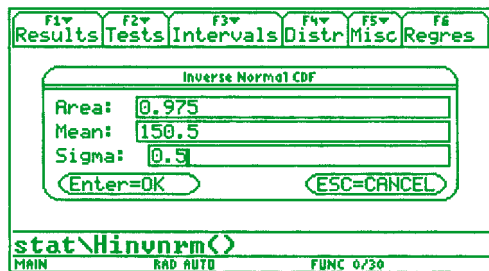 F1▼ F2▼ F3▼ F4▼ F5▼ F6
Results Tests Intervals Distr Misc Regres
Inverse Normal CDF
Area: 0.975
Mean: 150.5
Sigma: 0.5
Enter=OK ESC=CANCEL
stat\Hinvnrm()
MAIN RAD AUTO FUNC 0/30